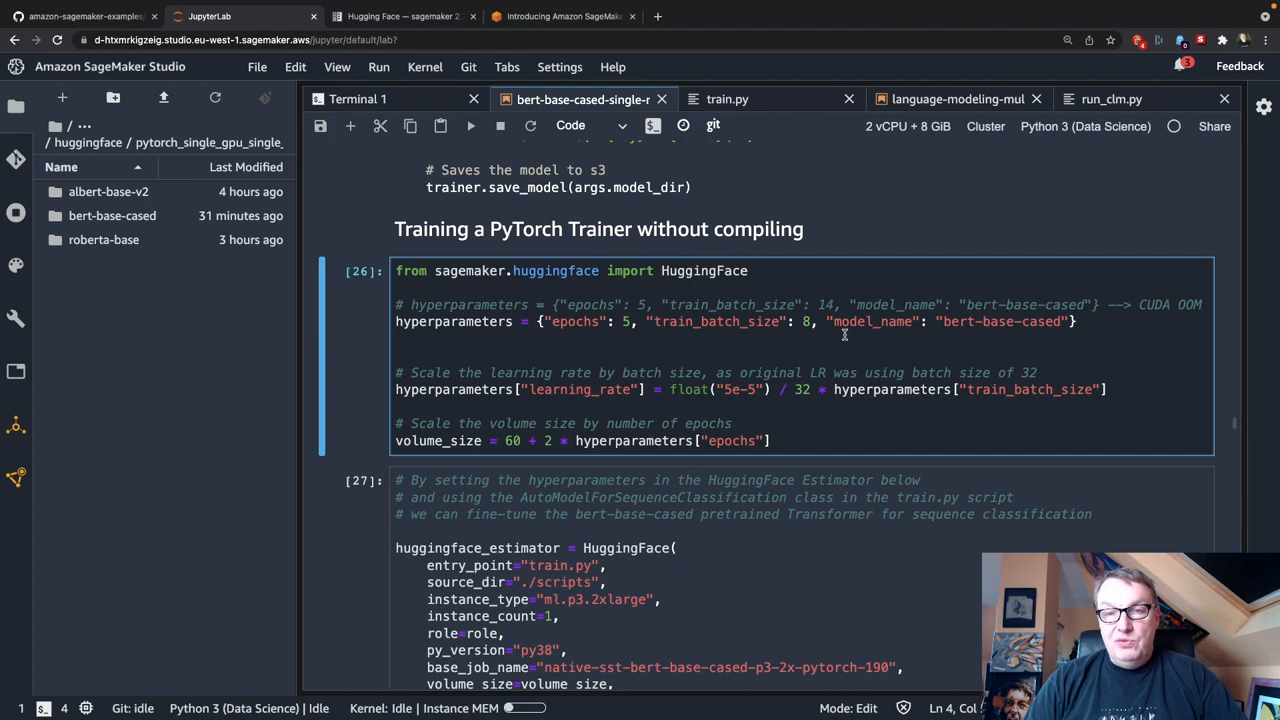 amazon-sagemaker-examples/
JupyterLab
Hugging Face — sagemaker 2.
Introducing Amazon SageMake
d-htxmrkigzeig.studio.eu-west-1.sagemaker.aws/jupyter/default/lab?
Amazon SageMaker Studio
File Edit View Run Kernel Git Tabs Settings Help
3
Feedback
Terminal 1
bert-base-cased-single-r
train.py
language-modeling-mul
run_clm.py
Code
git
2 vCPU + 8 GiB
Cluster
Python 3 (Data Science)
Share
/ ···
/ huggingface / pytorch_single_gpu_single_
Name
Last Modified
albert-base-v2 4 hours ago
bert-base-cased 31 minutes ago
roberta-base 3 hours ago
# Saves the model to s3
trainer.save_model(args.model_dir)
Training a PyTorch Trainer without compiling
[26]:
from sagemaker.huggingface import HuggingFace
# hyperparameters = {"epochs": 5, "train_batch_size": 14, "model_name": "bert-base-cased"} --> CUDA OOM
hyperparameters = {"epochs": 5, "train_batch_size": 8, "model_name": "bert-base-cased"}
# Scale the learning rate by batch size, as original LR was using batch size of 32
hyperparameters["learning_rate"] = float("5e-5") / 32 * hyperparameters["train_batch_size"]
# Scale the volume size by number of epochs
volume_size = 60 + 2 * hyperparameters["epochs"]
[27]:
# By setting the hyperparameters in the HuggingFace Estimator below
# and using the AutoModelForSequenceClassification class in the train.py script
# we can fine-tune the bert-base-cased pretrained Transformer for sequence classification
huggingface_estimator = HuggingFace(
entry_point="train.py",
source_dir="./scripts",
instance_type="ml.p3.2xlarge",
instance_count=1,
role=role,
py_version="py38",
base_job_name="native-sst-bert-base-cased-p3-2x-pytorch-190",
volume_size=volume_size,
1
4
Git: idle
Python 3 (Data Science) | Idle
Kernel: Idle | Instance MEM
Mode: Edit
Ln 4, Col